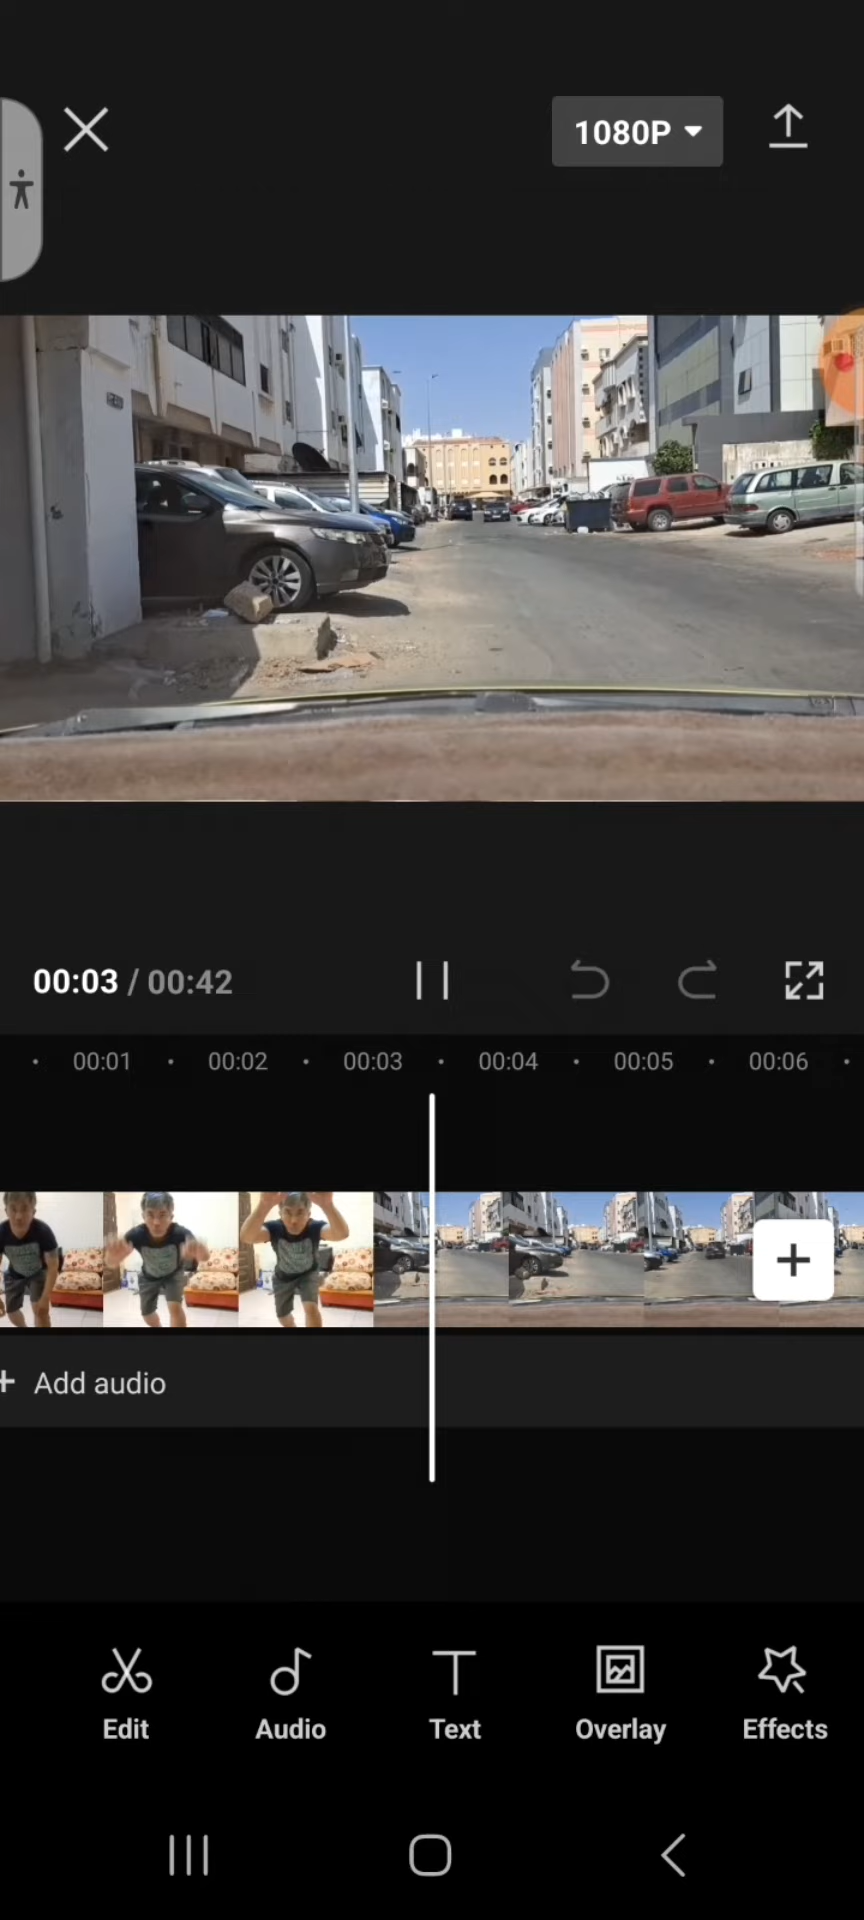 1080P
00:03 / 00:42
00:01 00:02 00:03 00:04 00:05 00:06
+ Add audio
Edit Audio Text Overlay Effects